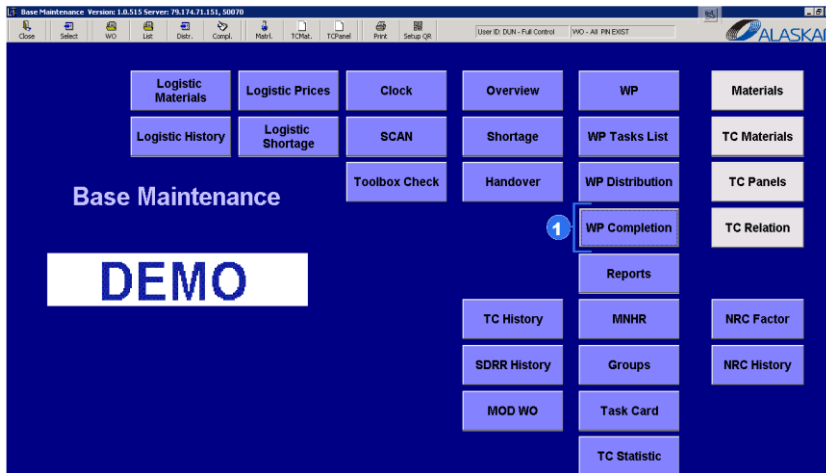 Base Maintenance Version: 1.0.515 Server: 79.174.71.151, 50070
Close Select WO List Distr. Compl. Matrl. TCMat. TCPanel Print Setup QR
User ID: DUN - Full Control WO - All PIN EXIST
ALASKAR
Logistic Materials Logistic Prices Clock Overview WP Materials
Logistic History Logistic Shortage SCAN Shortage WP Tasks List TC Materials
Toolbox Check Handover WP Distribution TC Panels
Base Maintenance
1 WP Completion TC Relation
DEMO
Reports
TC History MNHR NRC Factor
SDRR History Groups NRC History
MOD WO Task Card
TC Statistic